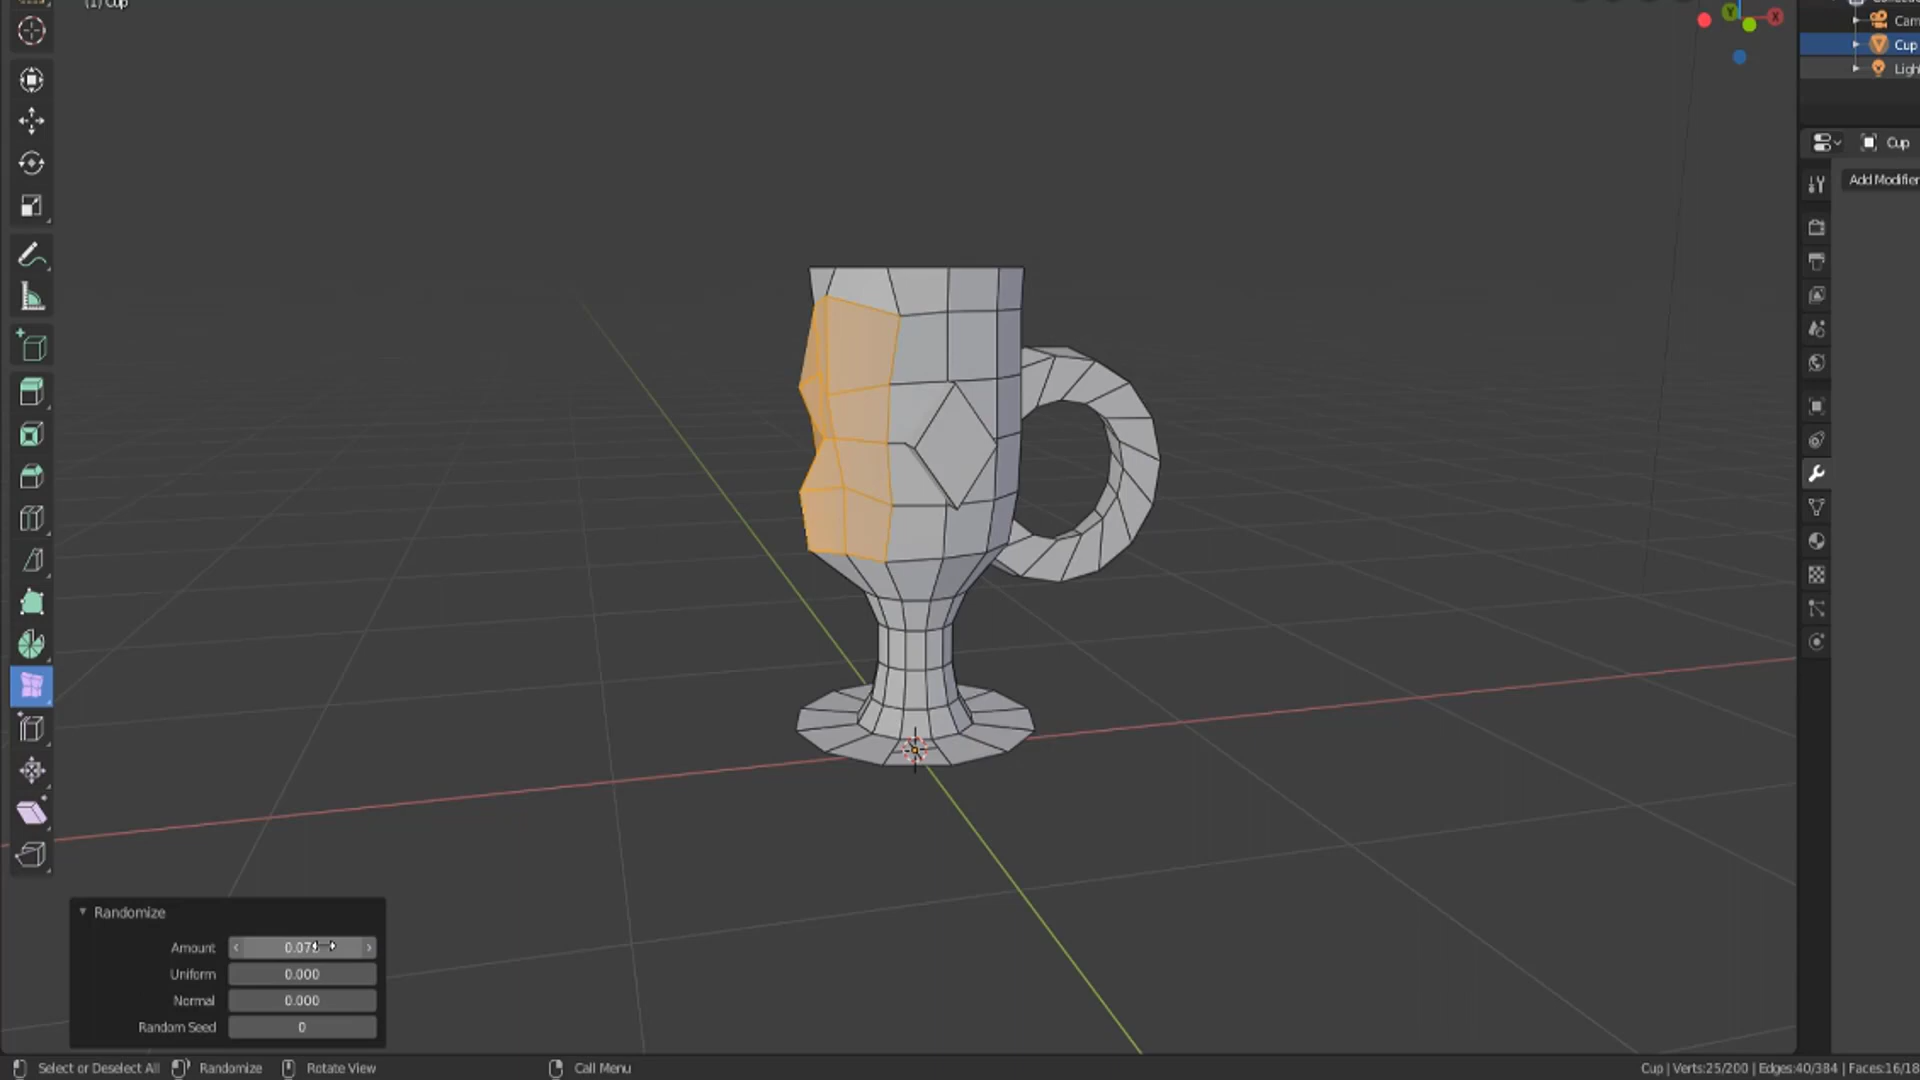 (1) Cup
Y
X
Cam
Cup
Ligh
Cup
Add Modifier
Randomize
Amount
Uniform 0.000
Normal 0.000
Random Seed 0
Select or Deselect All Randomize Rotate View Call Menu Cup | Verts:25/200 | Edges:40/384 | Faces:16/18